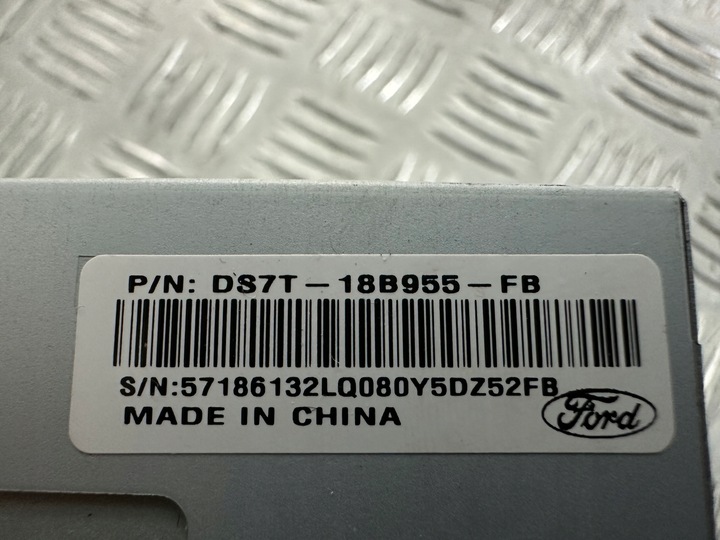 P/N: DS7T-18B955-FB
S/N:57186132LQ080Y5DZ52FB
MADE IN CHINA
Ford